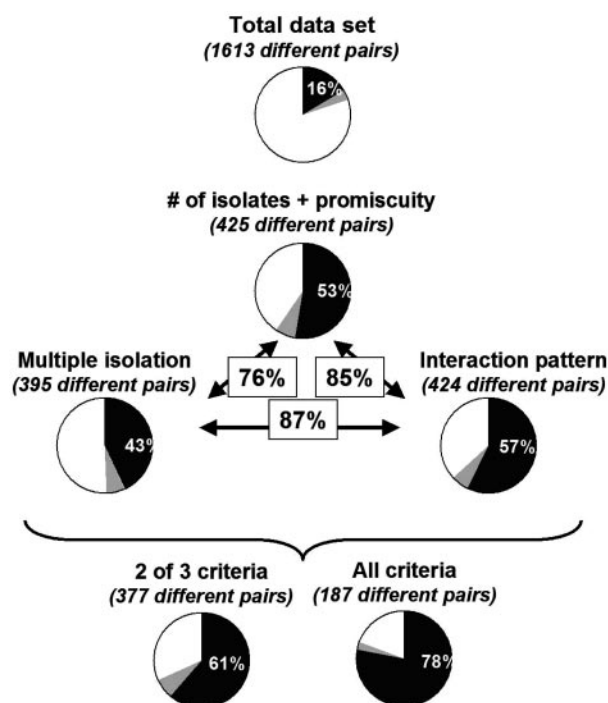 Total data set
(1613 different pairs)
16%
# of isolates + promiscuity
(425 different pairs)
53%
Multiple isolation
(395 different pairs)
76%
85%
Interaction pattern
(424 different pairs)
87%
43%
57%
2 of 3 criteria
(377 different pairs)
All criteria
(187 different pairs)
61%
78%